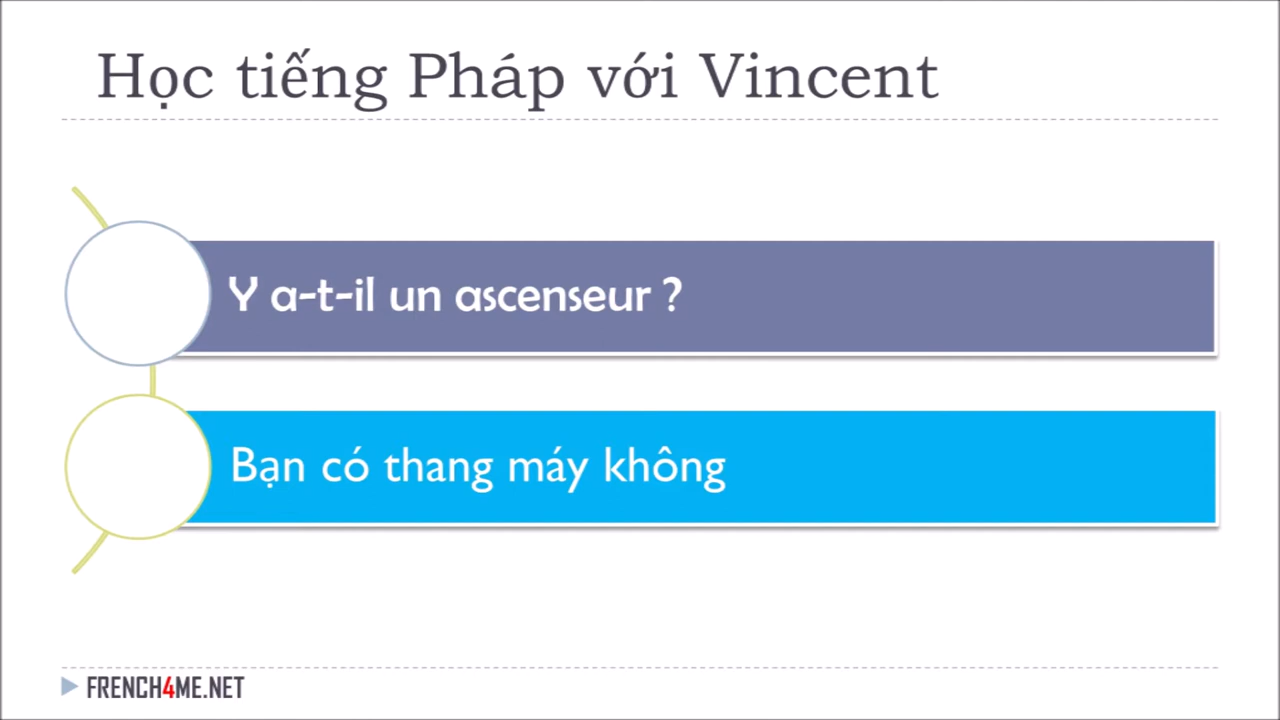 Học tiếng Pháp với Vincent
Y a-t-il un ascenseur ?
Bạn có thang máy không
FRENCH4ME.NET